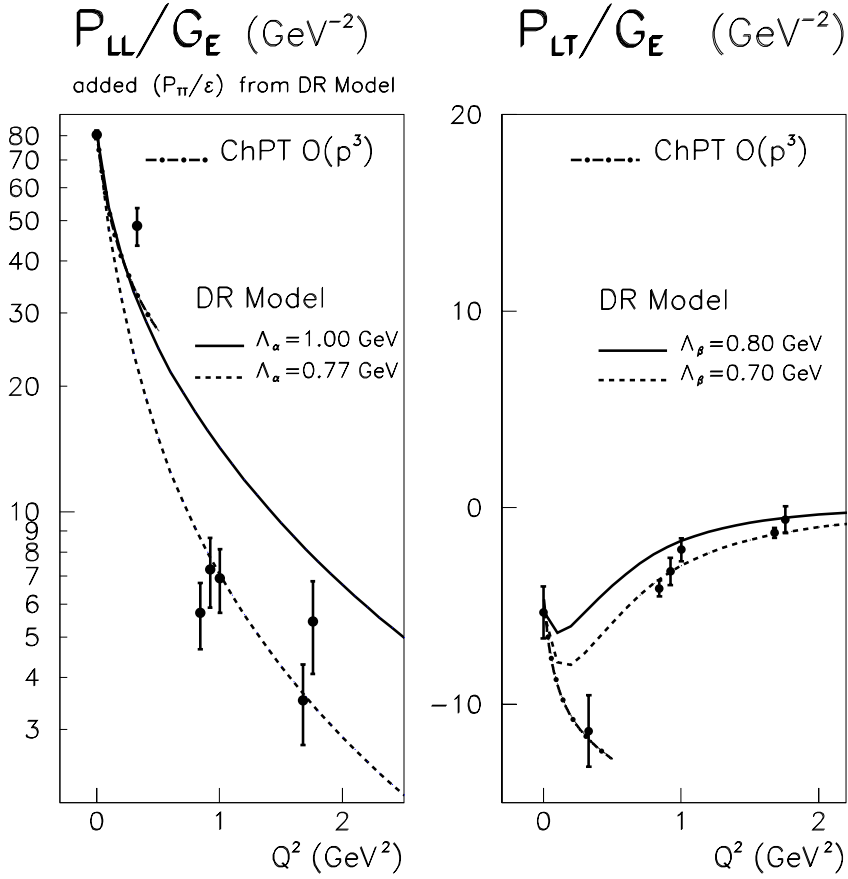 P_LL/G_E (GeV⁻²)
added (P_π/ε) from DR Model
80
70
60
50
40
30
20
10
9
8
7
6
5
4
3
ChPT O(p³)
DR Model
Λ_α=1.00 GeV
Λ_α=0.77 GeV
0 1 2
Q² (GeV²)
P_LT/G_E (GeV⁻²)
20
10
0
−10
ChPT O(p³)
DR Model
Λ_β=0.80 GeV
Λ_β=0.70 GeV
0 1 2
Q² (GeV²)